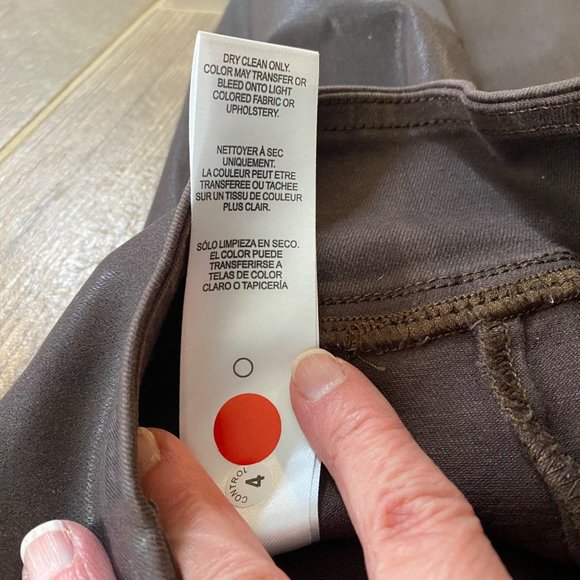 DRY CLEAN ONLY.
COLOR MAY TRANSFER OR
BLEED ONTO LIGHT
COLORED FABRIC OR
UPHOLSTERY.
NETTOYER À SEC
UNIQUEMENT.
LA COULEUR PEUT ETRE
TRANSFEREE OU TACHEE
SUR UN TISSU DE COULEUR
PLUS CLAIR.
SÓLO LIMPIEZA EN SECO.
EL COLOR PUEDE
TRANSFERIRSE A
TELAS DE COLOR
CLARO O TAPICERÍA
CONTROL
4